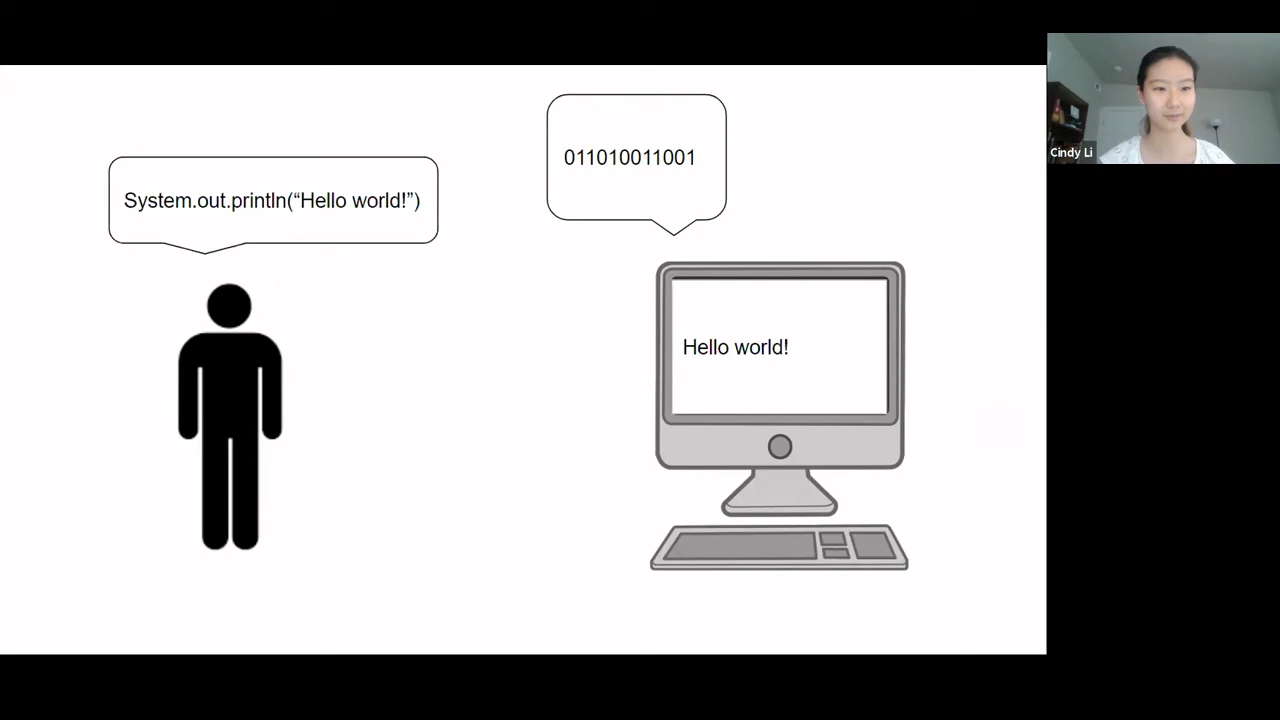 011010011001
System.out.println(“Hello world!”)
Hello world!
Cindy Li